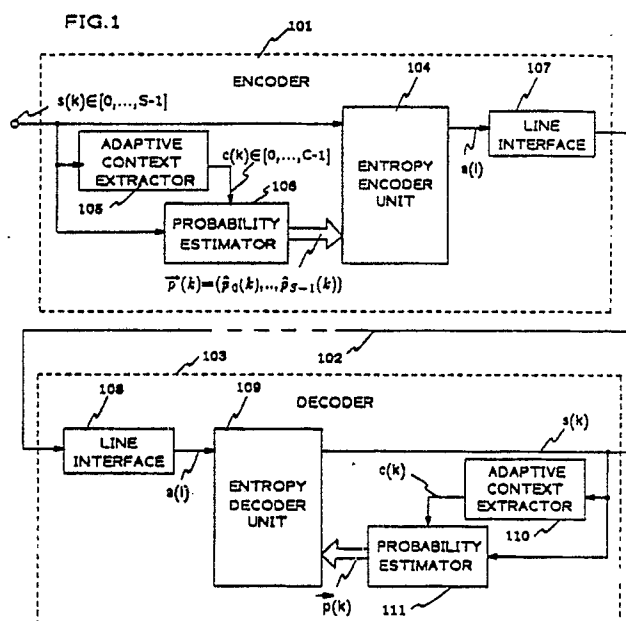 FIG.1
101
ENCODER
s(k)∈[0,...,S-1]
104
107
ADAPTIVE
CONTEXT
EXTRACTOR
105
c(k)∈[0,...,C-1]
106
PROBABILITY
ESTIMATOR
ENTROPY
ENCODER
UNIT
a(l)
LINE
INTERFACE
p(k)=(p̂0(k),..,p̂S-1(k))
102
103
DECODER
108
LINE
INTERFACE
a(l)
109
ENTROPY
DECODER
UNIT
s(k)
c(k)
ADAPTIVE
CONTEXT
EXTRACTOR
110
PROBABILITY
ESTIMATOR
p(k)
111